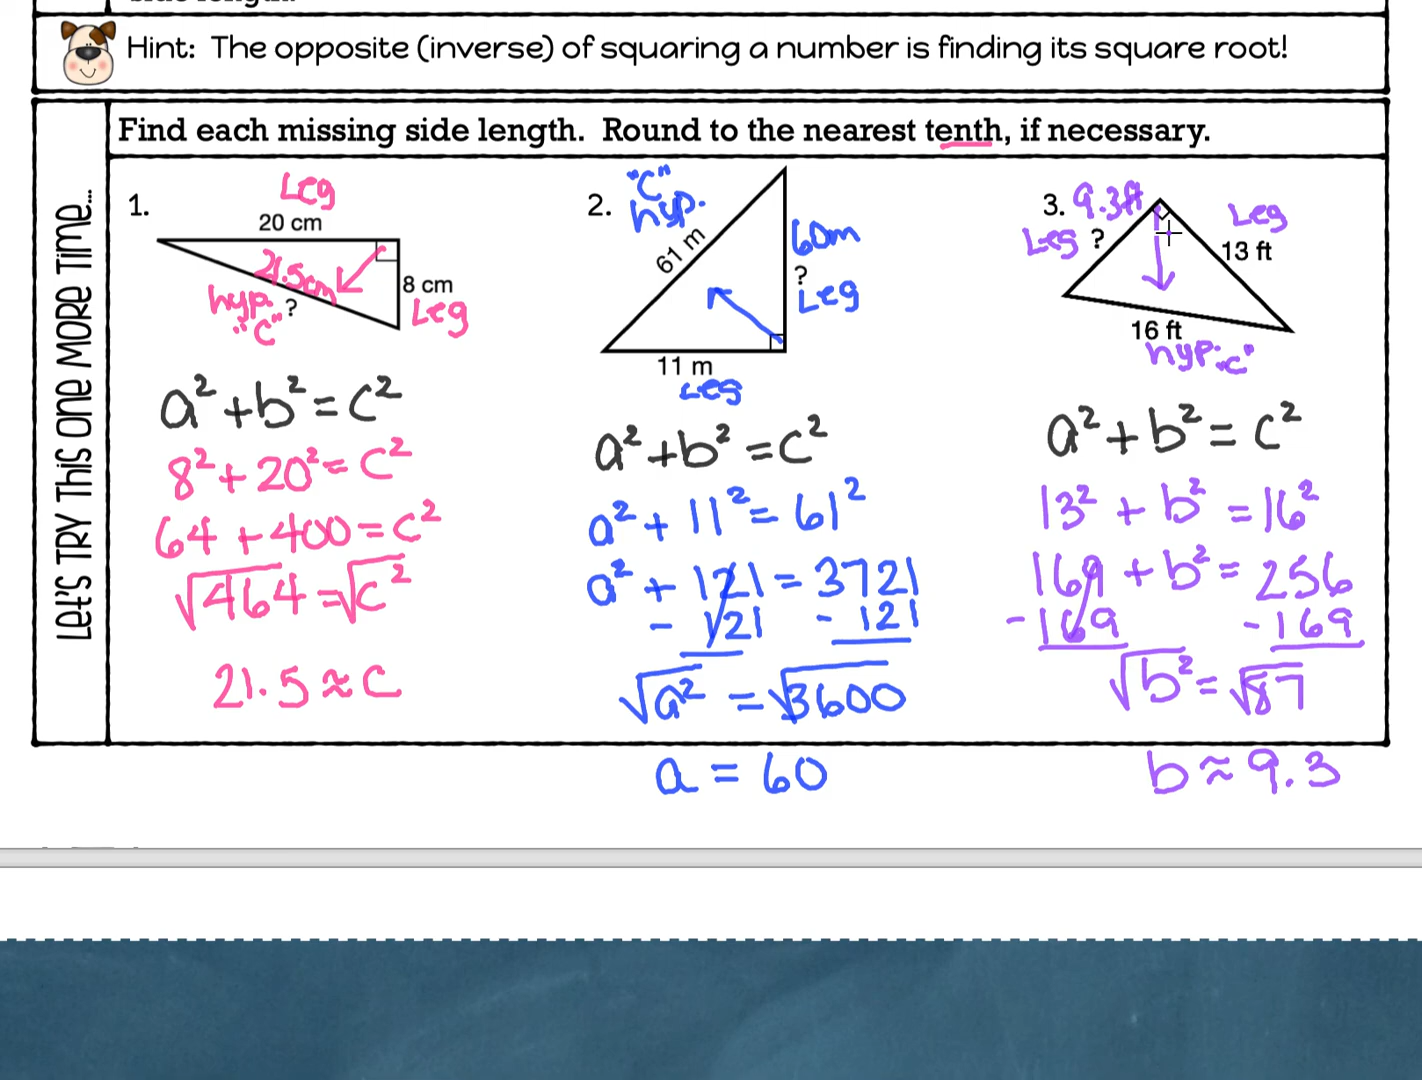 Hint: The opposite (inverse) of squaring a number is finding its square root!
Let's TRY This ONE MORE TIME...
Find each missing side length. Round to the nearest tenth, if necessary.
1.
Leg
20 cm
21.5cm
8 cm
Leg
hyp. ?
"C"
a² + b² = c²
8² + 20² = c²
64 + 400 = c²
√464 = √c²
21.5 ≈ c
2.
"C"
hyp.
61 m
60m
?
Leg
11 m
Leg
a² + b² = c²
a² + 11² = 61²
a² + 121 = 3721
- 121 - 121
√a² = √3600
a = 60
3. 9.3ft
Leg ?
Leg
13 ft
16 ft
hyp. "c"
a² + b² = c²
13² + b² = 16²
169 + b² = 256
-169 -169
√b² = √87
b ≈ 9.3